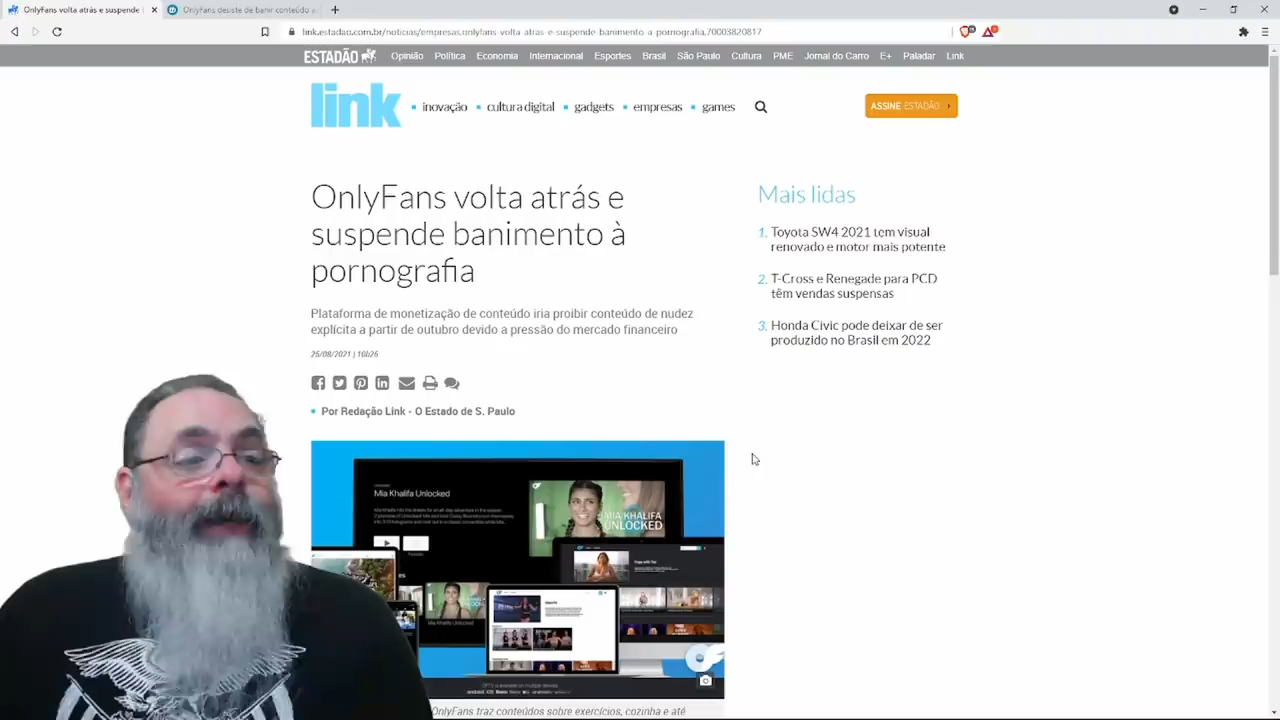 OnlyFans volta atrás e suspende
OnlyFans desiste de banir conteúdo
link.estadao.com.br/noticias/empresas,onlyfans-volta-atras-e-suspende-banimento-a-pornografia,70003820817
ESTADÃO
Opinião Política Economia Internacional Esportes Brasil São Paulo Cultura PME Jornal do Carro E+ Paladar Link
link
inovação cultura digital gadgets empresas games
ASSINE ESTADÃO
OnlyFans volta atrás e
suspende banimento à
pornografia
Plataforma de monetização de conteúdo iria proibir conteúdo de nudez
explícita a partir de outubro devido a pressão do mercado financeiro
25/08/2021 | 10h26
Por Redação Link - O Estado de S. Paulo
Mais lidas
1. Toyota SW4 2021 tem visual
renovado e motor mais potente
2. T-Cross e Renegade para PCD
têm vendas suspensas
3. Honda Civic pode deixar de ser
produzido no Brasil em 2022
Mia Khalifa Unlocked
MIA KHALIFA
UNLOCKED
Mia Khalifa Unlocked
OnlyFans traz conteúdos sobre exercícios, cozinha e até